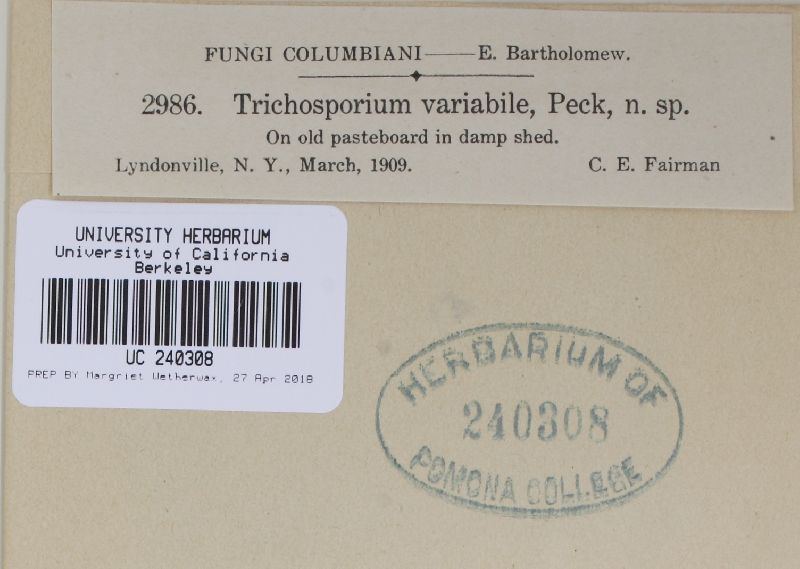 FUNGI COLUMBIANI——E. Bartholomew.
2986. Trichosporium variabile, Peck, n. sp.
On old pasteboard in damp shed.
Lyndonville, N. Y., March, 1909. C. E. Fairman
UNIVERSITY HERBARIUM
University of California
Berkeley
UC 240308
PREP BY Margriet Wetherwax, 27 Apr 2018
HERBARIUM OF
240308
POMONA COLLEGE